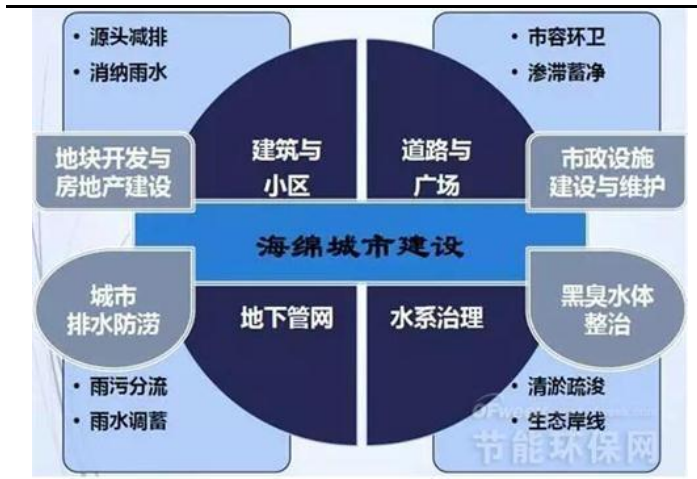 • 源头减排
• 消纳雨水
• 市容环卫
• 渗滞蓄净
地块开发与
房地产建设
建筑与
小区
道路与
广场
市政设施
建设与维护
海绵城市建设
城市
排水防涝
地下管网
水系治理
黑臭水体
整治
• 雨污分流
• 雨水调蓄
• 清淤疏浚
• 生态岸线
节能环保网